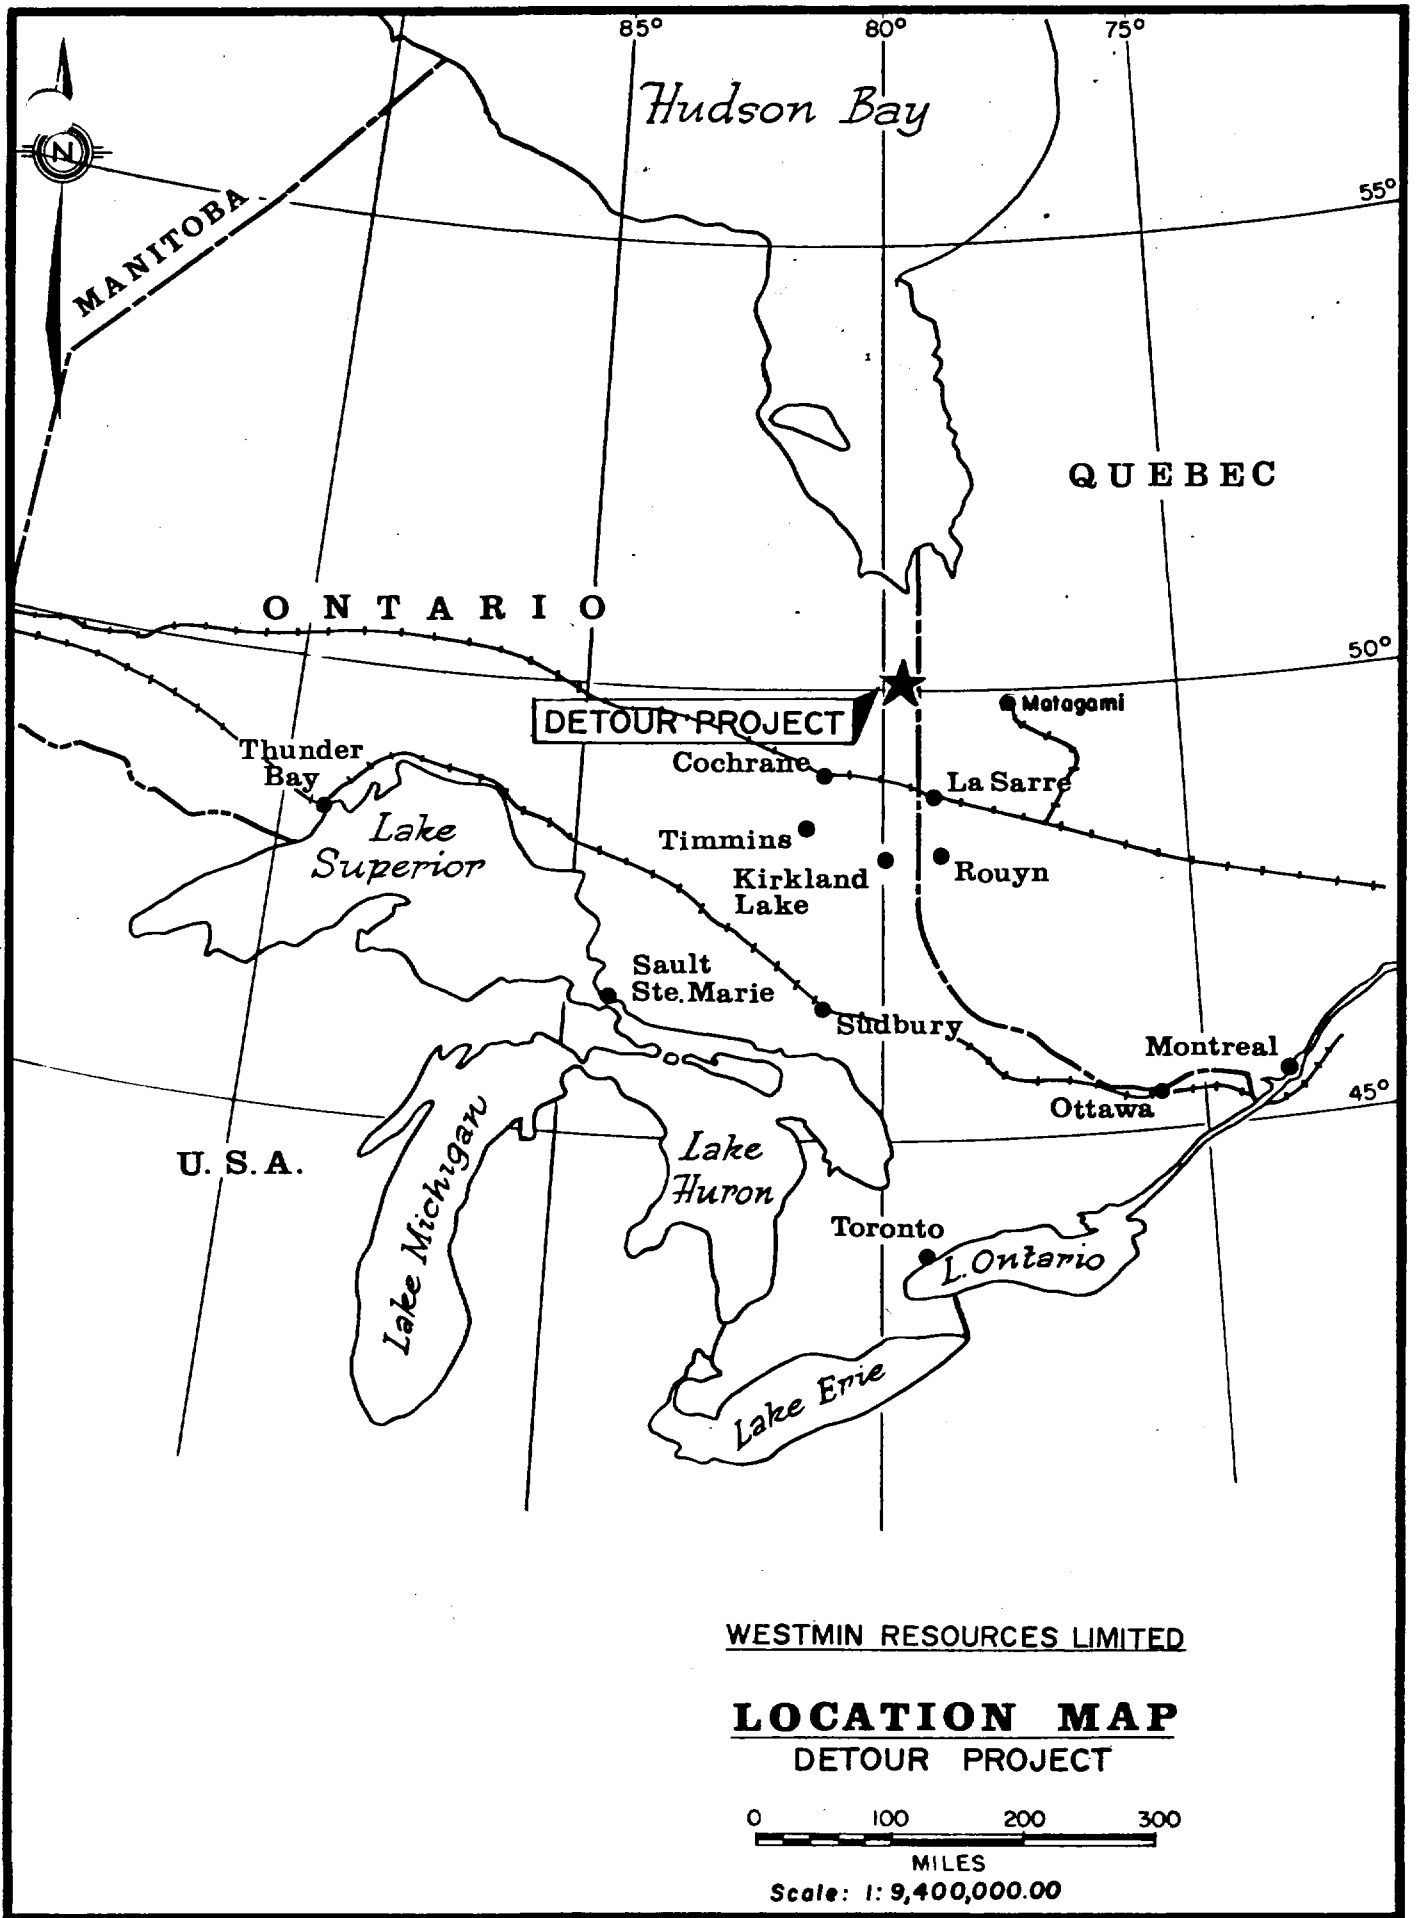 85° 80° 75°
Hudson Bay
N
55°
MANITOBA
QUEBEC
ONTARIO
50°
Matagami
DETOUR PROJECT
Thunder
Bay
Cochrane
La Sarre
Lake
Superior
Timmins
Kirkland
Lake
Rouyn
Sault
Ste. Marie
Sudbury
Montreal
Ottawa
45°
U.S.A.
Lake Michigan
Lake
Huron
Toronto
L. Ontario
Lake Erie
WESTMIN RESOURCES LIMITED
LOCATION MAP
DETOUR PROJECT
0 100 200 300
MILES
Scale: 1: 9,400,000.00